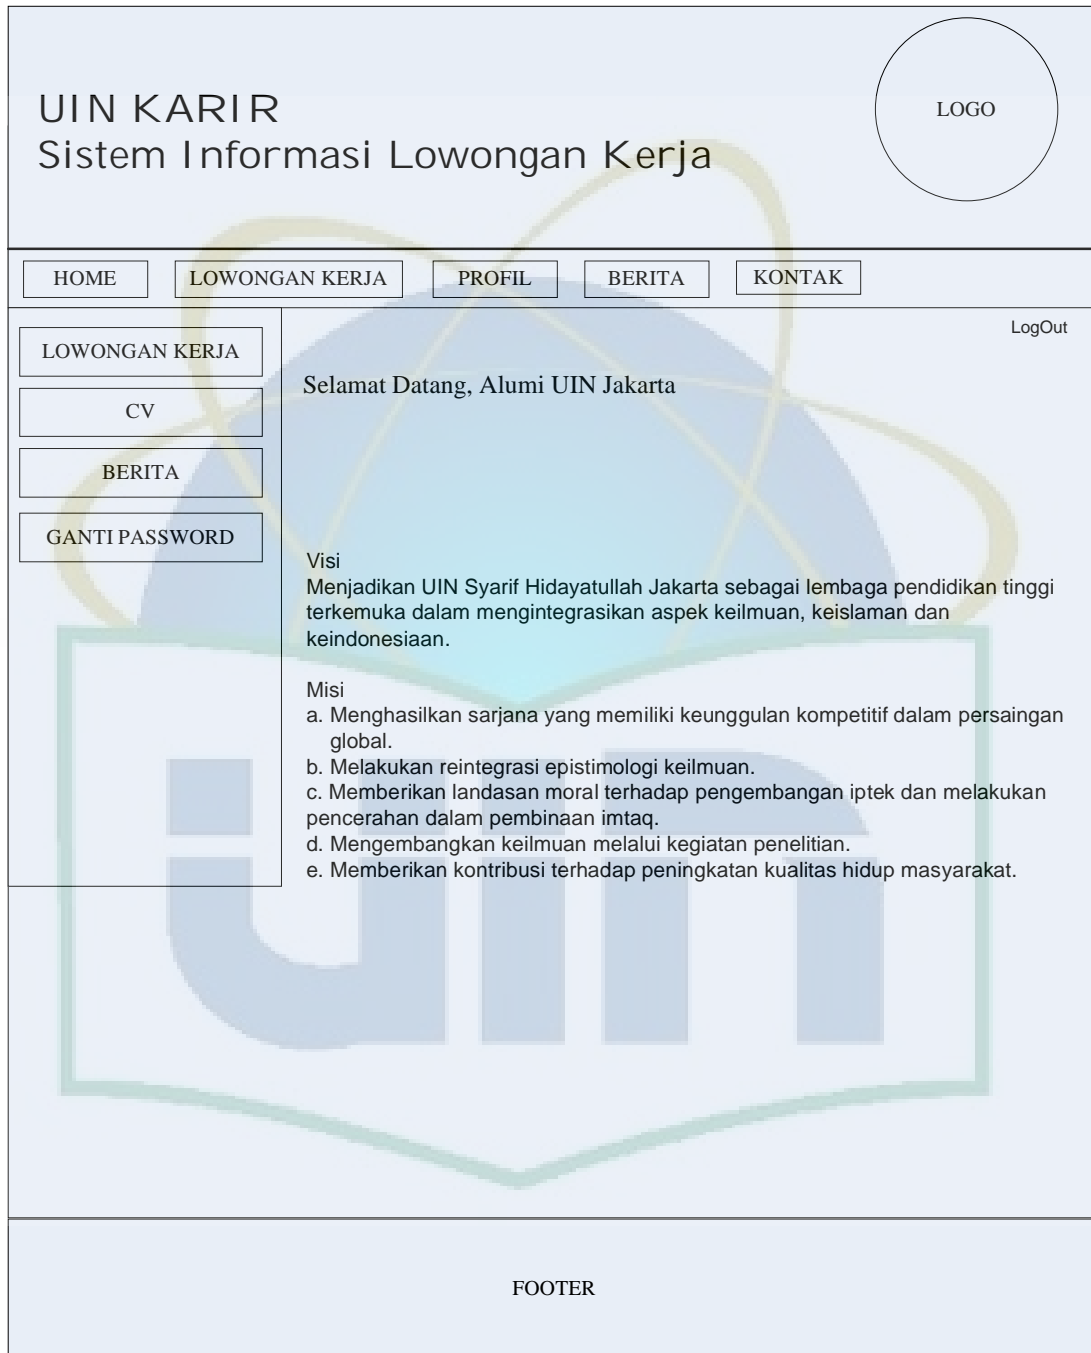 UIN KARIR
Sistem Informasi Lowongan Kerja
LOGO
HOME
LOWONGAN KERJA
PROFIL
BERITA
KONTAK
LogOut
LOWONGAN KERJA
CV
BERITA
GANTI PASSWORD
Selamat Datang, Alumi UIN Jakarta
Visi
Menjadikan UIN Syarif Hidayatullah Jakarta sebagai lembaga pendidikan tinggi
terkemuka dalam mengintegrasikan aspek keilmuan, keislaman dan
keindonesiaan.
Misi
a. Menghasilkan sarjana yang memiliki keunggulan kompetitif dalam persaingan
global.
b. Melakukan reintegrasi epistimologi keilmuan.
c. Memberikan landasan moral terhadap pengembangan iptek dan melakukan
pencerahan dalam pembinaan imtaq.
d. Mengembangkan keilmuan melalui kegiatan penelitian.
e. Memberikan kontribusi terhadap peningkatan kualitas hidup masyarakat.
uin
FOOTER